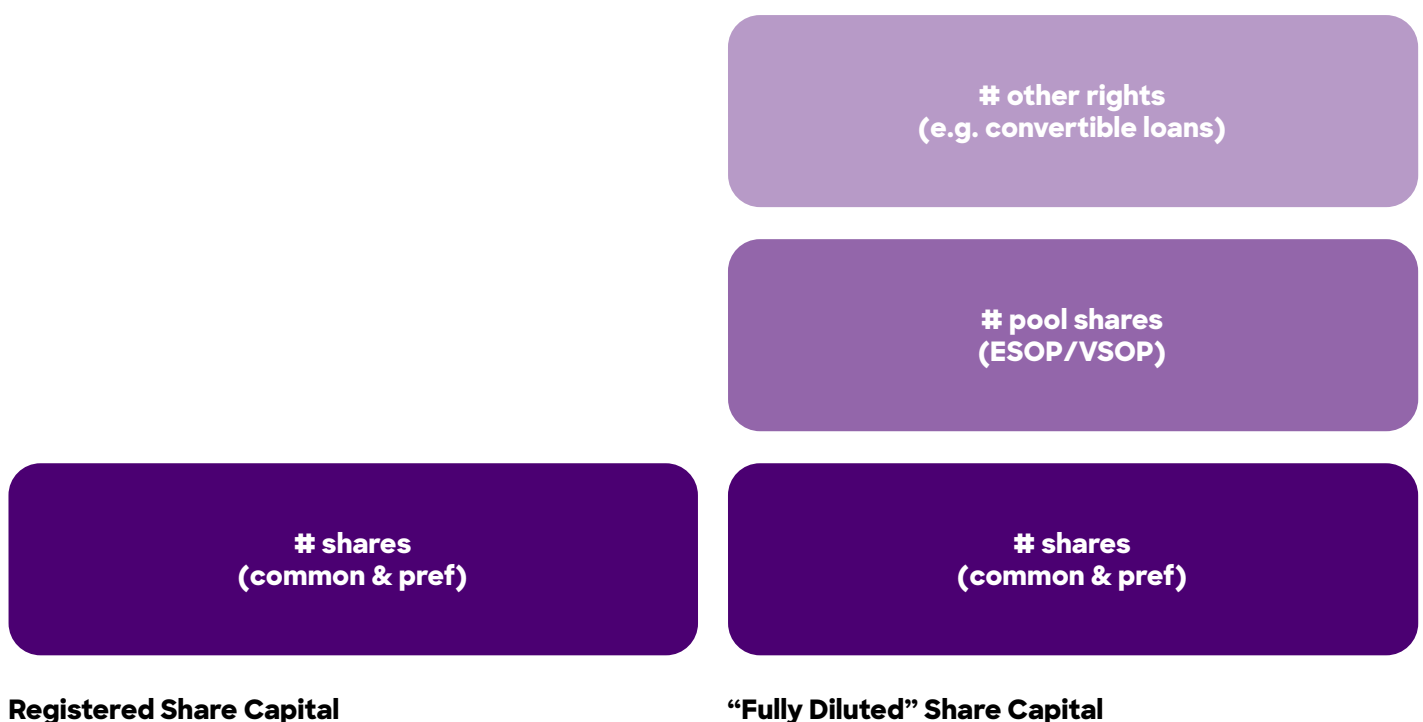 # other rights
(e.g. convertible loans)
# pool shares
(ESOP/VSOP)
# shares
(common & pref)
# shares
(common & pref)
Registered Share Capital
“Fully Diluted” Share Capital